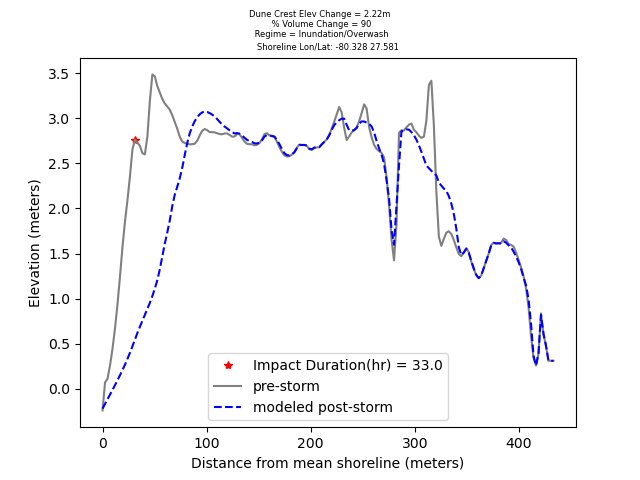 Dune Crest Elev Change = 2.22m
% Volume Change = 90
Regime = Inundation/Overwash
Shoreline Lon/Lat: -80.328 27.581
3.5
3.0
2.5
2.0
1.5
1.0
0.5
0.0
Elevation (meters)
Impact Duration(hr) = 33.0
pre-storm
modeled post-storm
0 100 200 300 400
Distance from mean shoreline (meters)